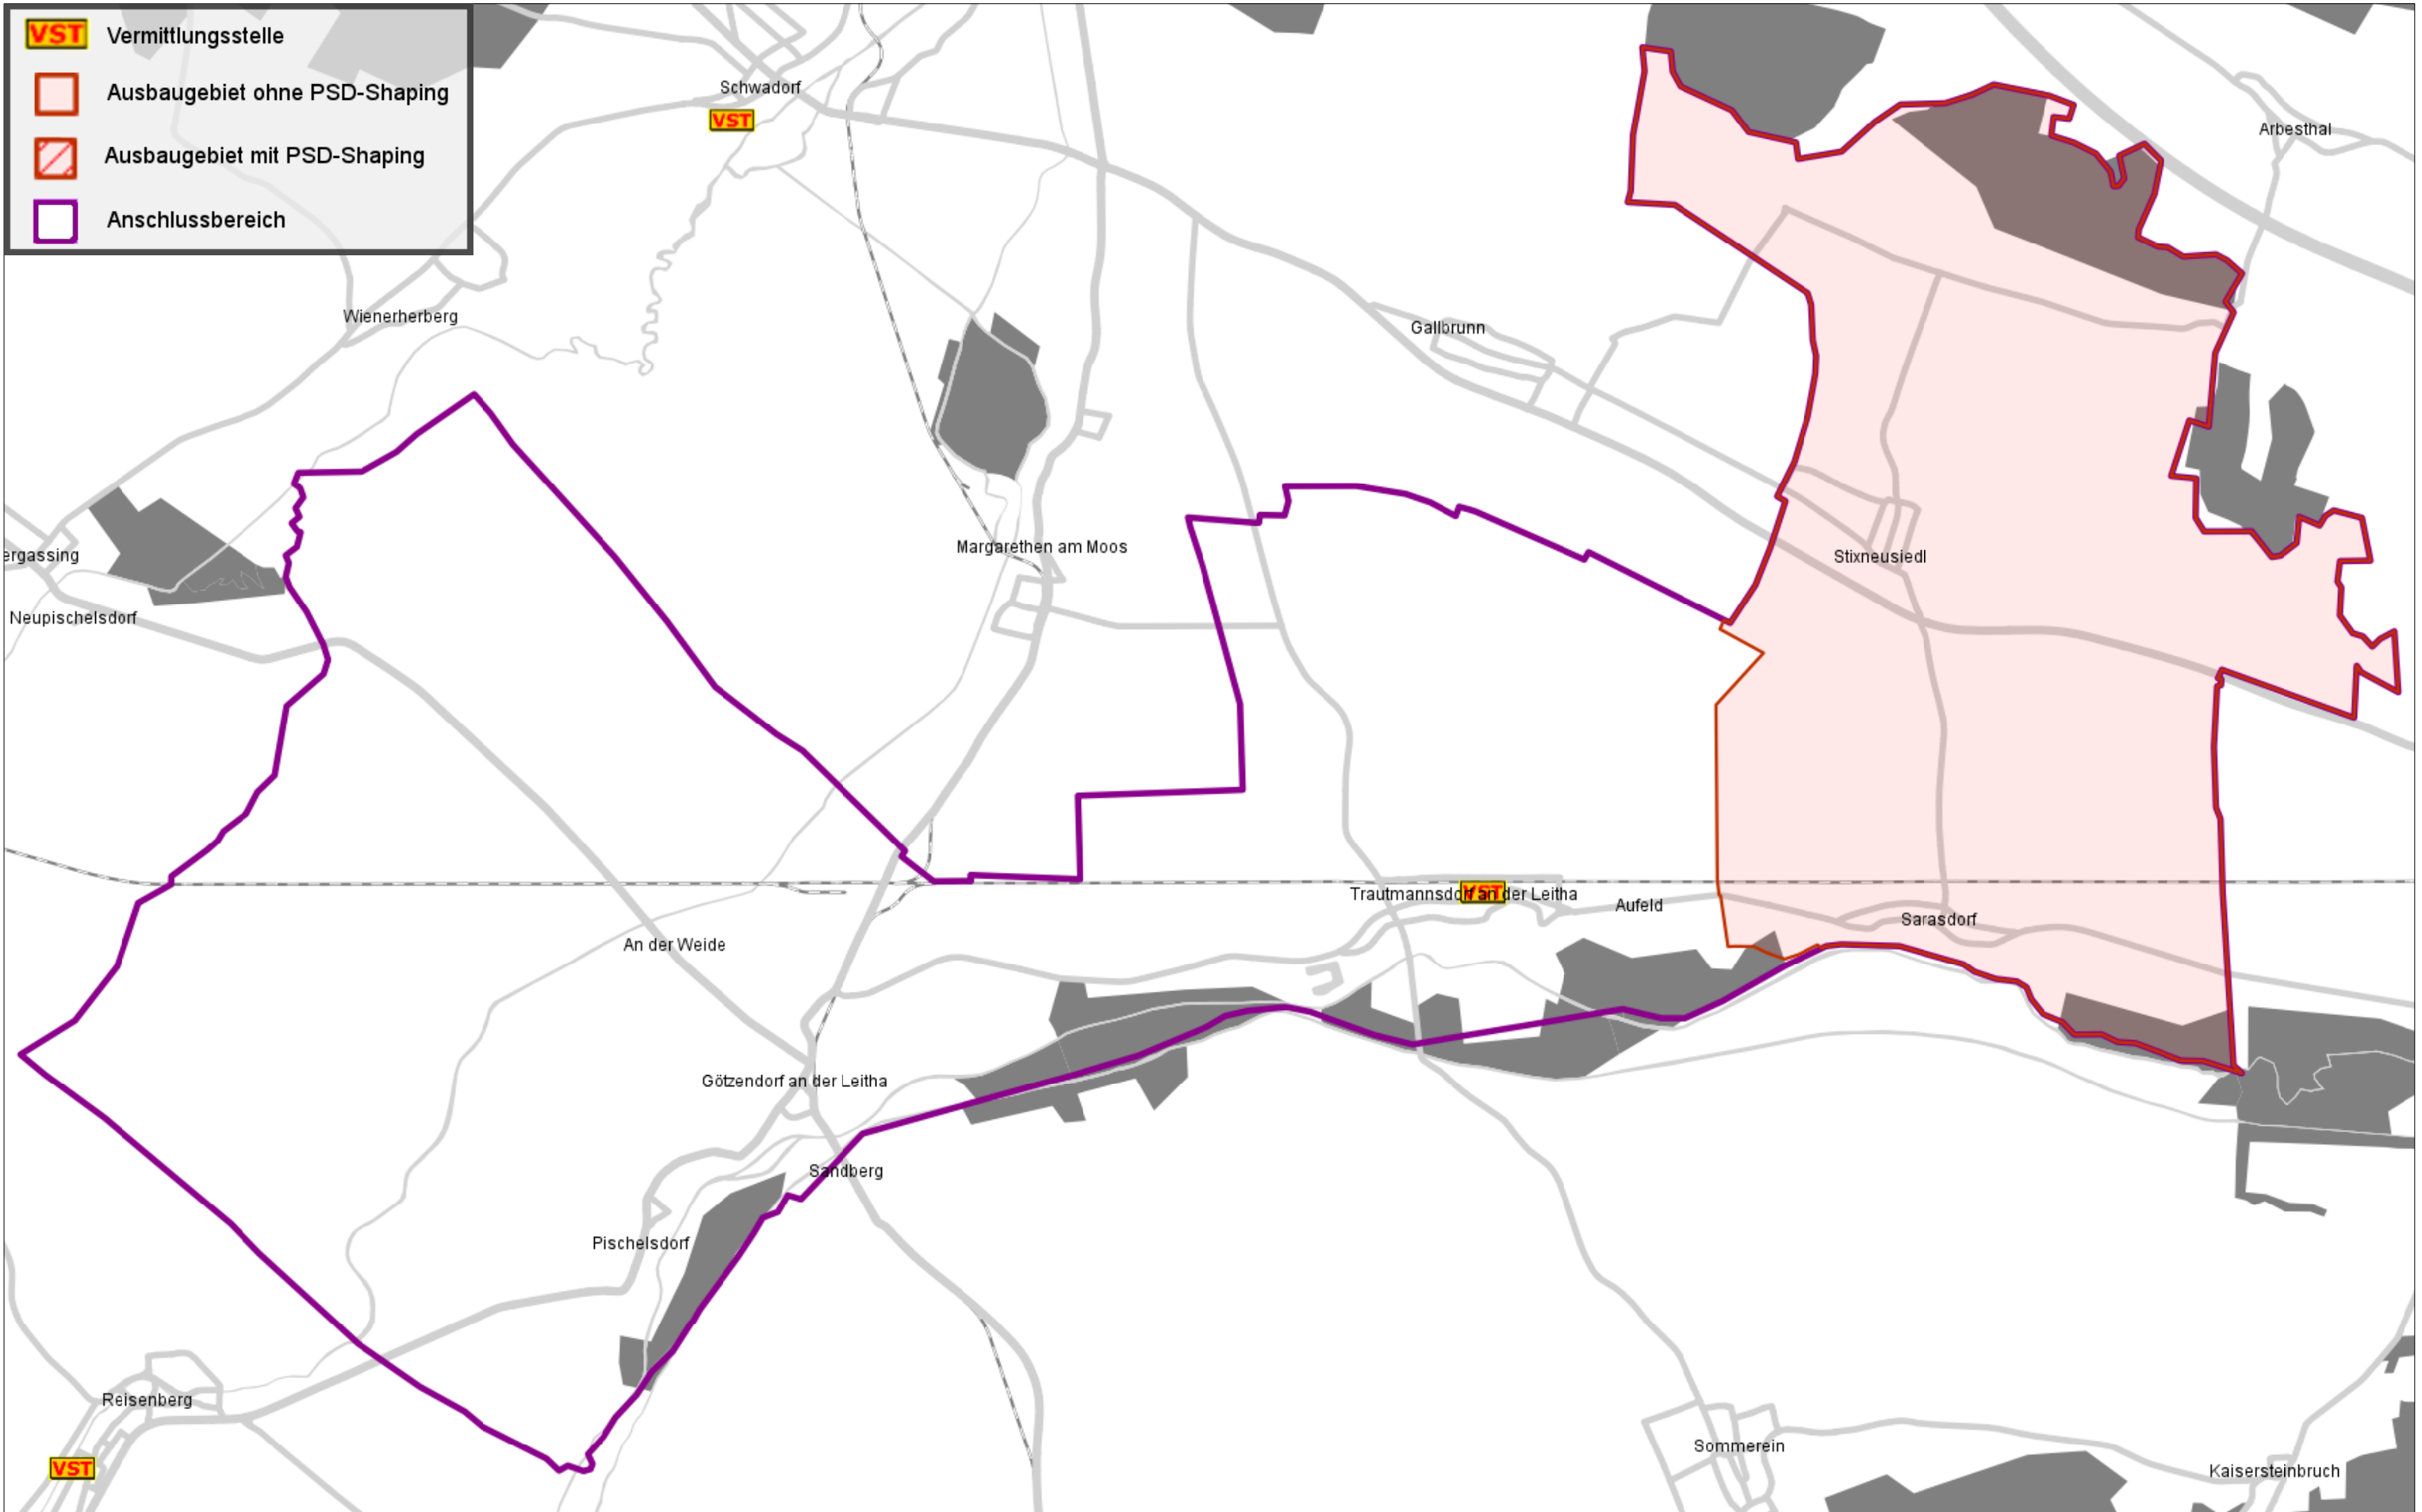 VST Vermittlungsstelle
Ausbaugebiet ohne PSD-Shaping
Ausbaugebiet mit PSD-Shaping
Anschlussbereich
Schwadorf
VST
Arbesthal
Wienerherberg
Gallbrunn
Margarethen am Moos
ergassing
Stixneusiedl
Neupischelsdorf
VST
Trautmannsdorf an der Leitha
Aufeld
Sarasdorf
An der Weide
Götzendorf an der Leitha
Sandberg
Pischelsdorf
Reisenberg
Sommerein
VST
Kaisersteinbruch